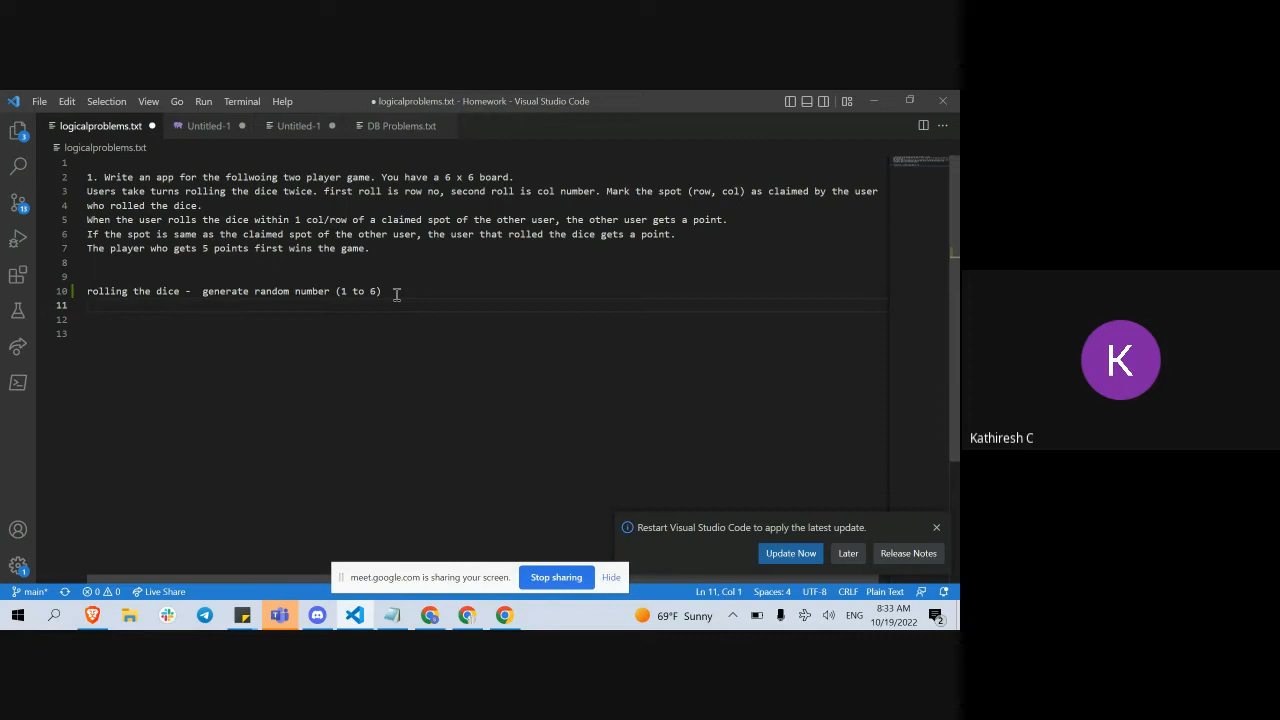 File Edit Selection View Go Run Terminal Help
logicalproblems.txt - Homework - Visual Studio Code
logicalproblems.txt Untitled-1 Untitled-1 DB Problems.txt
logicalproblems.txt
1
2 1. Write an app for the follwoing two player game. You have a 6 x 6 board.
3 Users take turns rolling the dice twice. first roll is row no, second roll is col number. Mark the spot (row, col) as claimed by the user
4 who rolled the dice.
5 When the user rolls the dice within 1 col/row of a claimed spot of the other user, the other user gets a point.
6 If the spot is same as the claimed spot of the other user, the user that rolled the dice gets a point.
7 The player who gets 5 points first wins the game.
8
9
10 rolling the dice - generate random number (1 to 6)
11
12
13
3
13
1
K
Kathiresh C
Restart Visual Studio Code to apply the latest update.
Update Now Later Release Notes
meet.google.com is sharing your screen. Stop sharing Hide
main* 0 0 Live Share Ln 11, Col 1 Spaces: 4 UTF-8 CRLF Plain Text
69°F Sunny ENG 8:33 AM
10/19/2022 2